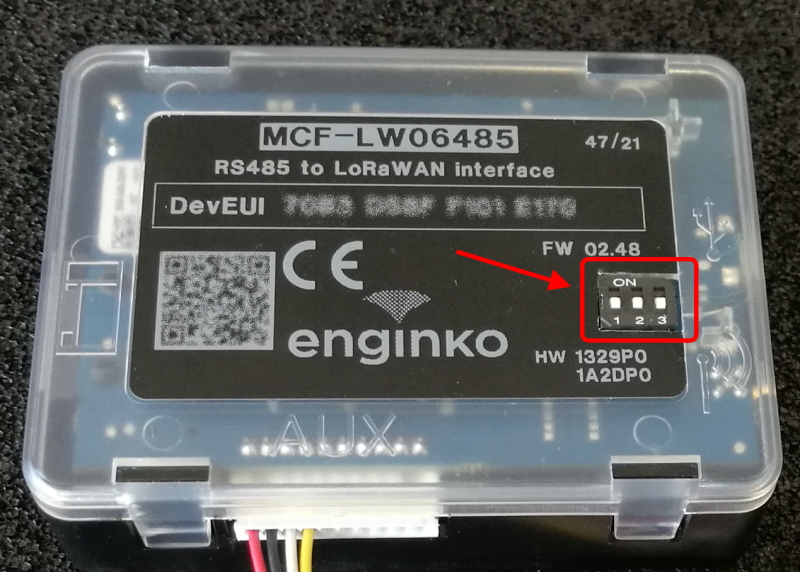 MCF-LW06485
47/21
RS485 to LoRaWAN interface
DevEUI
FW 02.48
CE
ON
1 2 3
enginko
HW 1329P0
1A2DP0
AUX